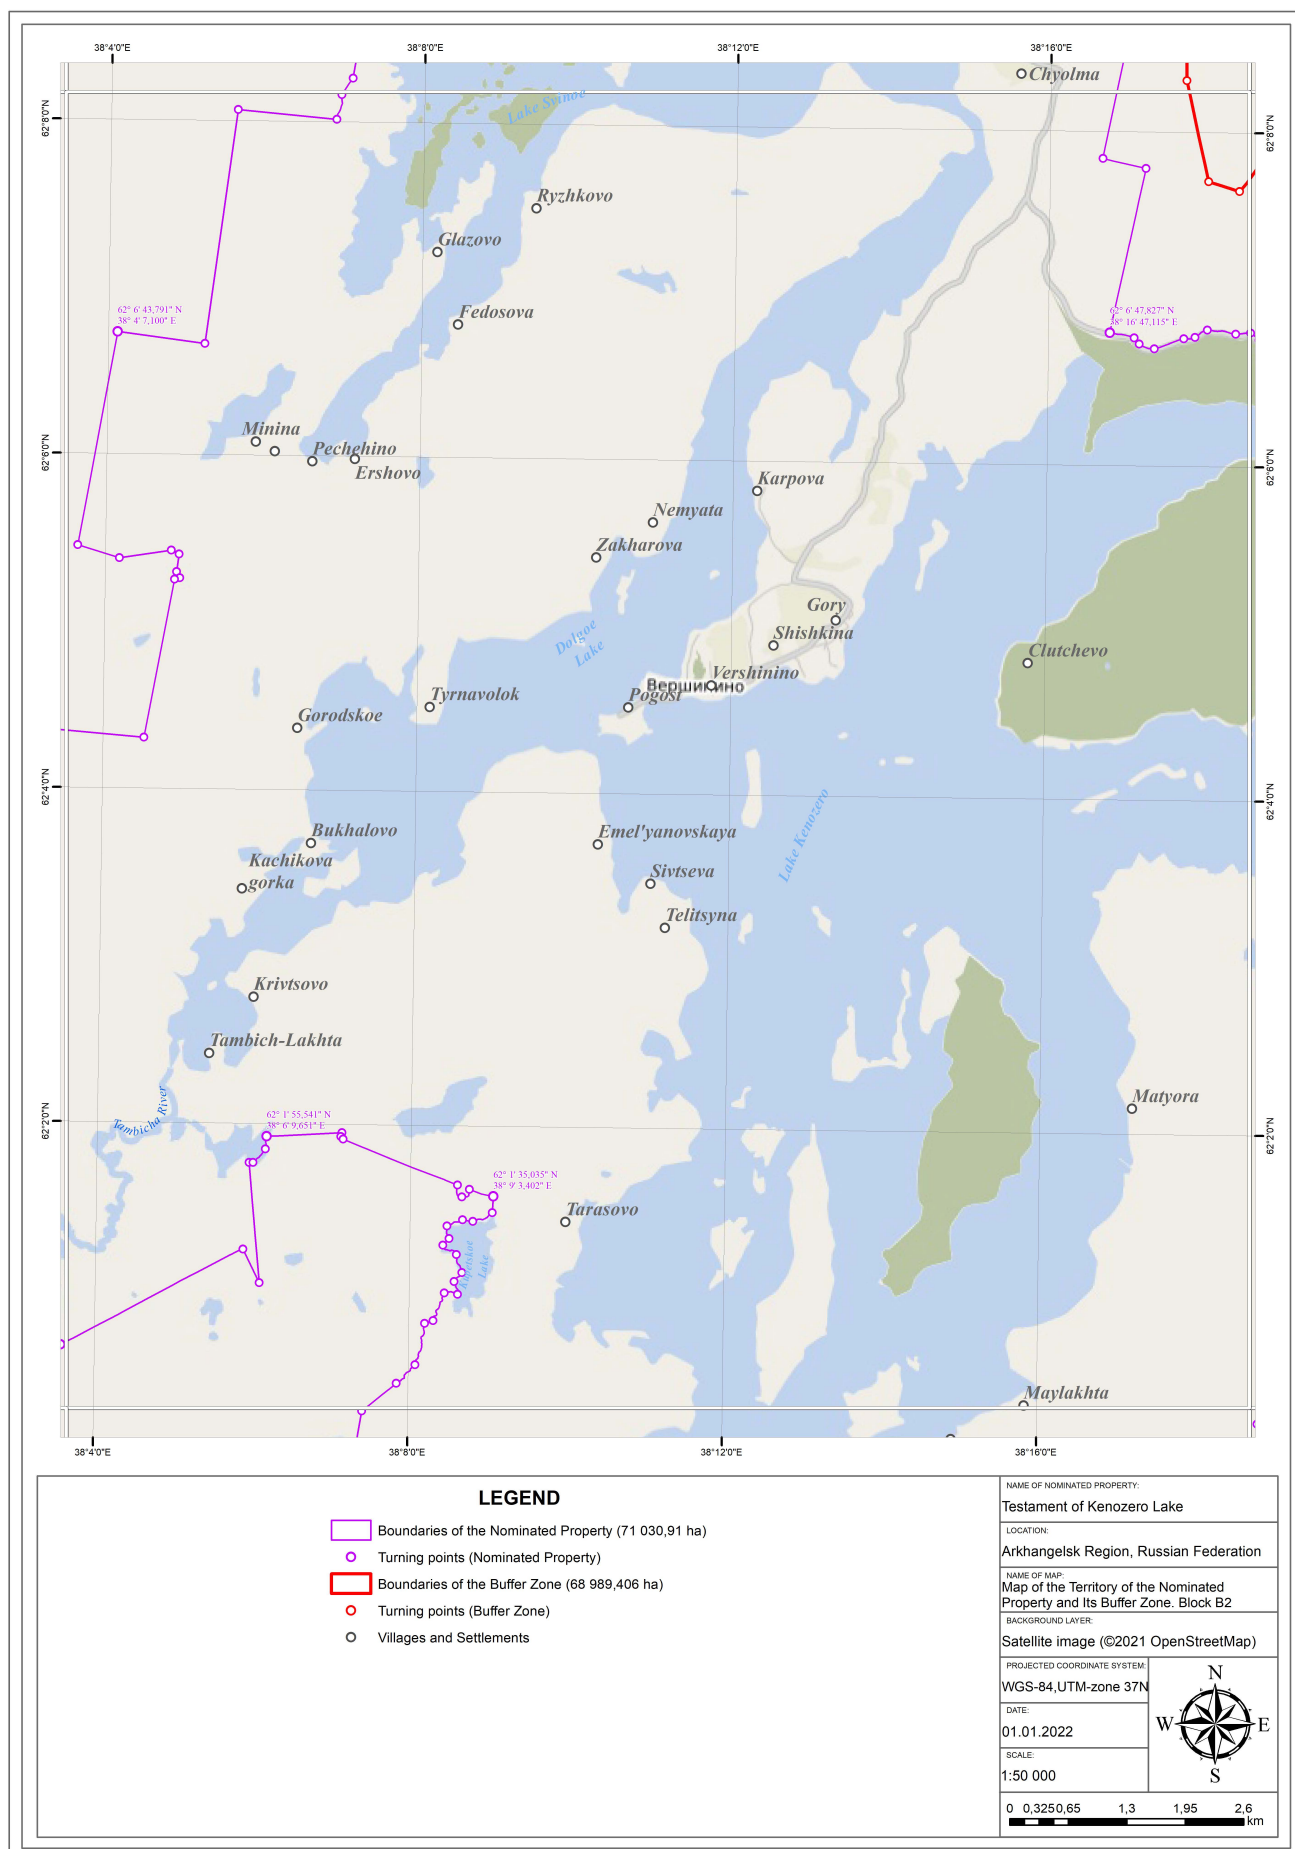 38°4'0"E
38°8'0"E
38°12'0"E
38°16'0"E
Chyolma
Lake Svinoe
62°8'0"N
62°8'0"N
Ryzhkovo
Glazovo
Fedosova
62° 6' 43,791" N
38° 4' 7,100" E
62° 6' 47,827" N
38° 16' 47,115" E
Minina
Pechehino
Ershovo
62°6'0"N
62°6'0"N
Karpova
Nemyata
Zakharova
Gory
Shishkina
Dolgoe
Lake
Clutchevo
Vershinino
Вершинино
Pogost
Tyrnavolok
Gorodskoe
62°4'0"N
62°4'0"N
Lake Kenozero
Bukhalovo
Emel'yanovskaya
Kachikova
gorka
Sivtseva
Telitsyna
Krivtsovo
Tambich-Lakhta
Tambicha River
Matyora
62°2'0"N
62°2'0"N
62° 1' 55,541" N
38° 6' 9,651" E
62° 1' 35,035" N
38° 9' 3,402" E
Tarasovo
Lake
Maylakhta
38°4'0"E
38°8'0"E
38°12'0"E
38°16'0"E
LEGEND
Boundaries of the Nominated Property (71 030,91 ha)
Turning points (Nominated Property)
Boundaries of the Buffer Zone (68 989,406 ha)
Turning points (Buffer Zone)
Villages and Settlements
NAME OF NOMINATED PROPERTY:
Testament of Kenozero Lake
LOCATION:
Arkhangelsk Region, Russian Federation
NAME OF MAP:
Map of the Territory of the Nominated
Property and Its Buffer Zone. Block B2
BACKGROUND LAYER:
Satellite image (©2021 OpenStreetMap)
PROJECTED COORDINATE SYSTEM:
WGS-84,UTM-zone 37N
DATE:
01.01.2022
SCALE:
1:50 000
N
W E
S
0 0,325 0,65 1,3 1,95 2,6
km